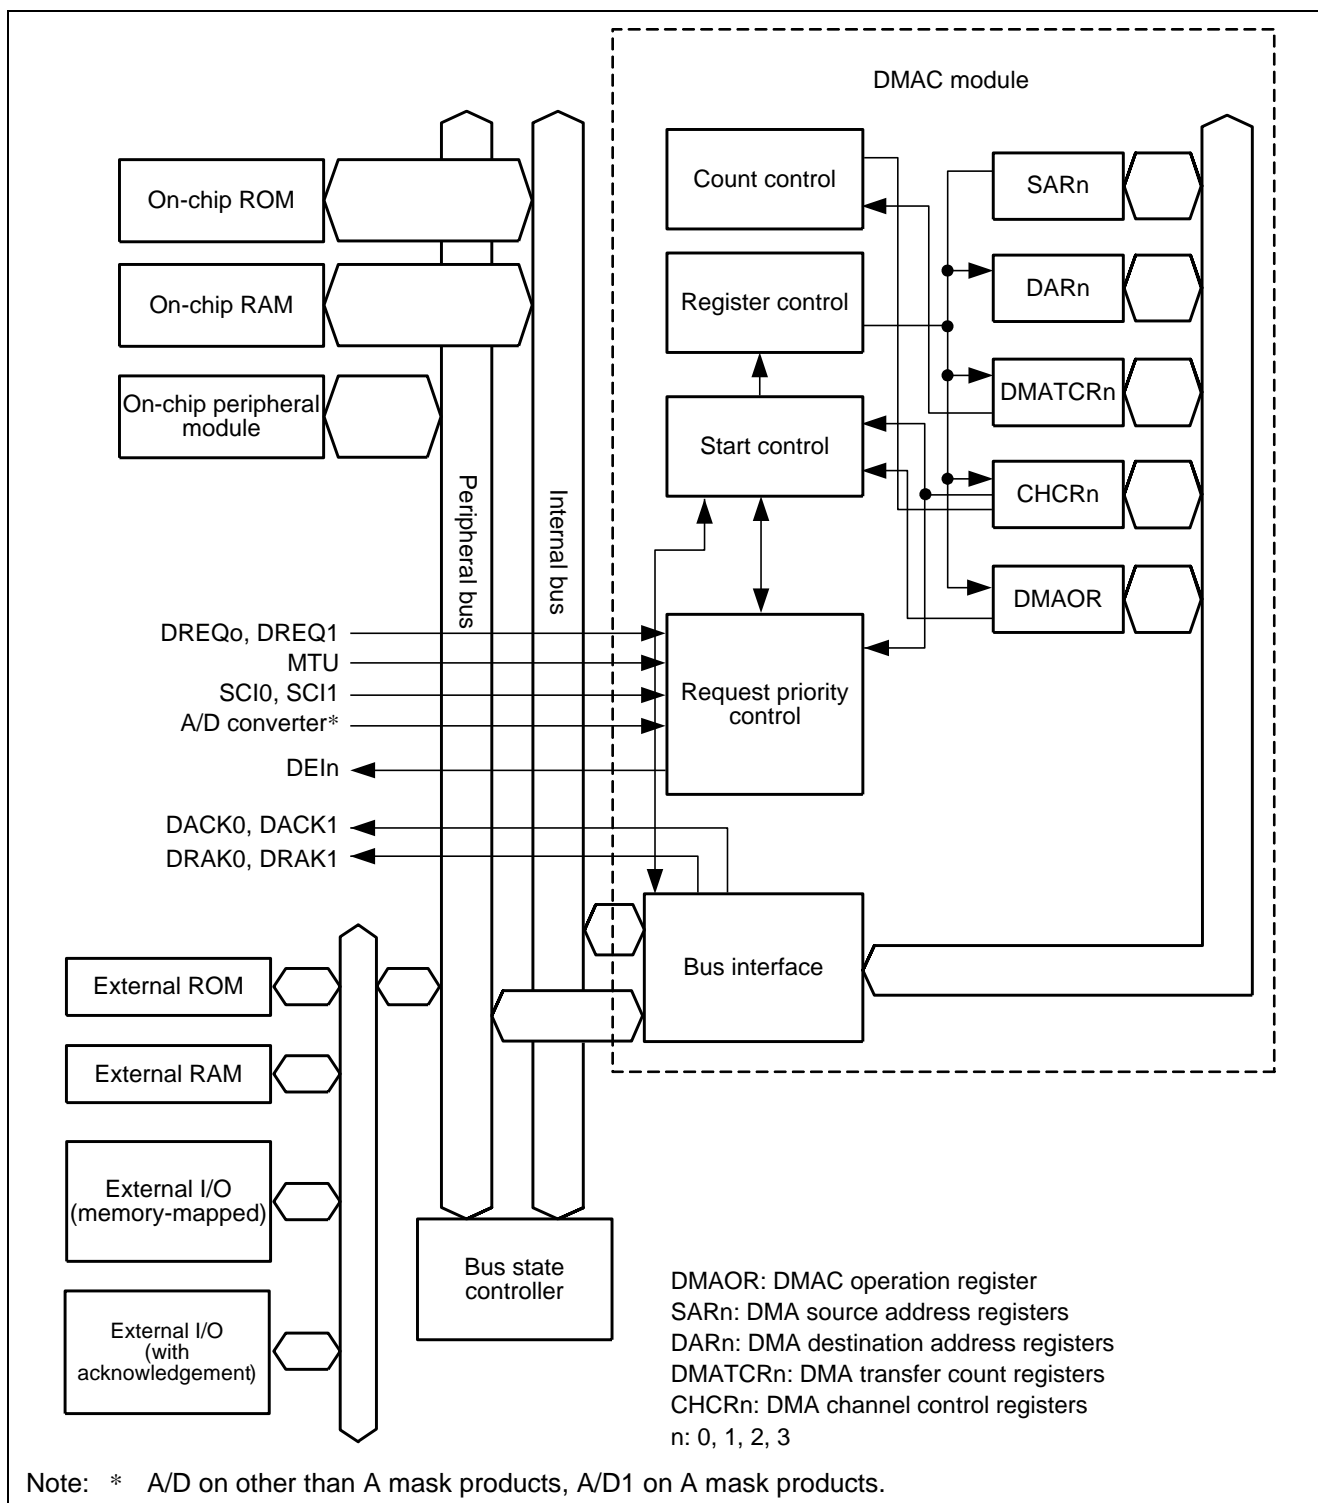 DMAC module
On-chip ROM
Count control
SARn
On-chip RAM
Register control
DARn
On-chip peripheral
module
Start control
DMATCRn
CHCRn
DMAOR
Peripheral bus
Internal bus
DREQo, DREQ1
MTU
SCI0, SCI1
A/D converter*
DEIn
Request priority
control
DACK0, DACK1
DRAK0, DRAK1
Bus interface
External ROM
External RAM
External I/O
(memory-mapped)
External I/O
(with
acknowledgement)
Bus state
controller
DMAOR: DMAC operation register
SARn: DMA source address registers
DARn: DMA destination address registers
DMATCRn: DMA transfer count registers
CHCRn: DMA channel control registers
n: 0, 1, 2, 3
Note: * A/D on other than A mask products, A/D1 on A mask products.